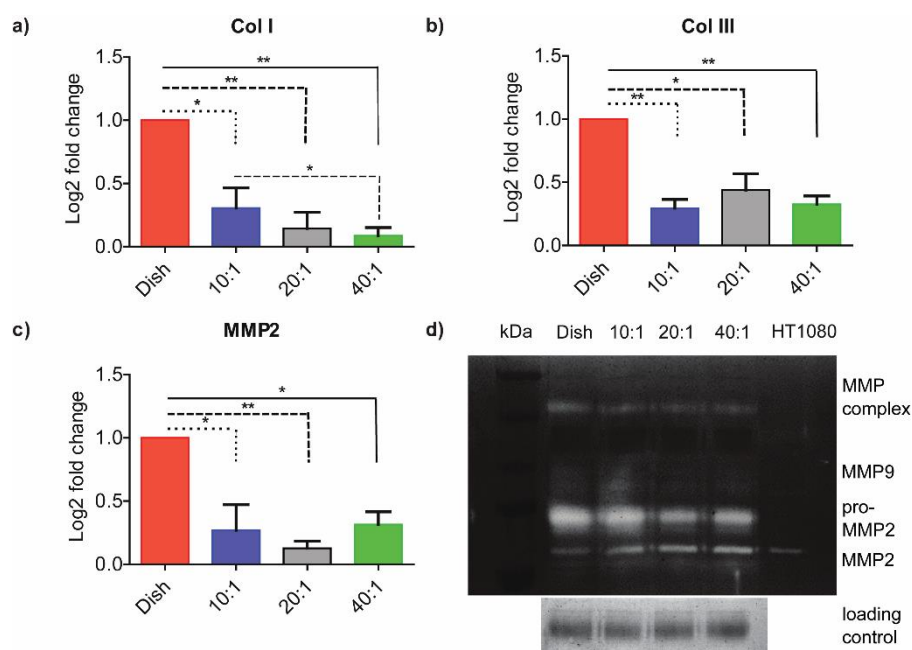 a)
Col I
Log2 fold change
1.5
1.0
0.5
0.0
**
**
*
*
Dish
10:1
20:1
40:1
b)
Col III
Log2 fold change
1.5
1.0
0.5
0.0
**
*
**
Dish
10:1
20:1
40:1
c)
MMP2
Log2 fold change
1.5
1.0
0.5
0.0
*
**
*
Dish
10:1
20:1
40:1
d)
kDa Dish 10:1 20:1 40:1 HT1080
MMP
complex
MMP9
pro-
MMP2
MMP2
loading
control